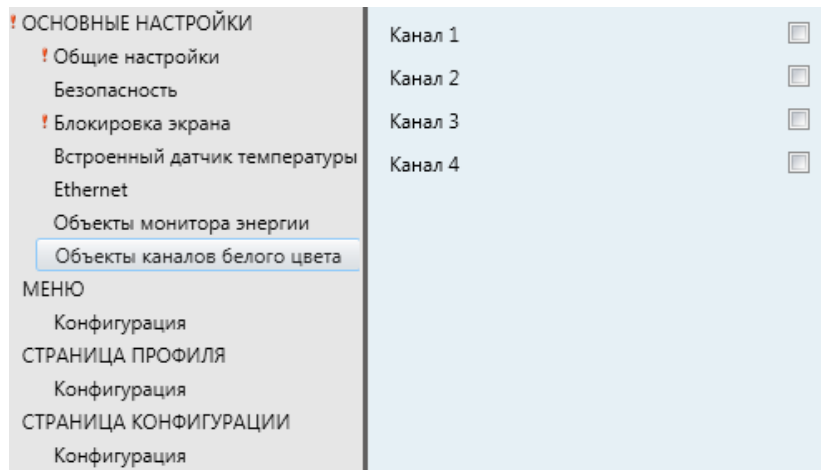 ! ОСНОВНЫЕ НАСТРОЙКИ
! Общие настройки
Безопасность
! Блокировка экрана
Встроенный датчик температуры
Ethernet
Объекты монитора энергии
Объекты каналов белого цвета
МЕНЮ
Конфигурация
СТРАНИЦА ПРОФИЛЯ
Конфигурация
СТРАНИЦА КОНФИГУРАЦИИ
Конфигурация
Канал 1
Канал 2
Канал 3
Канал 4